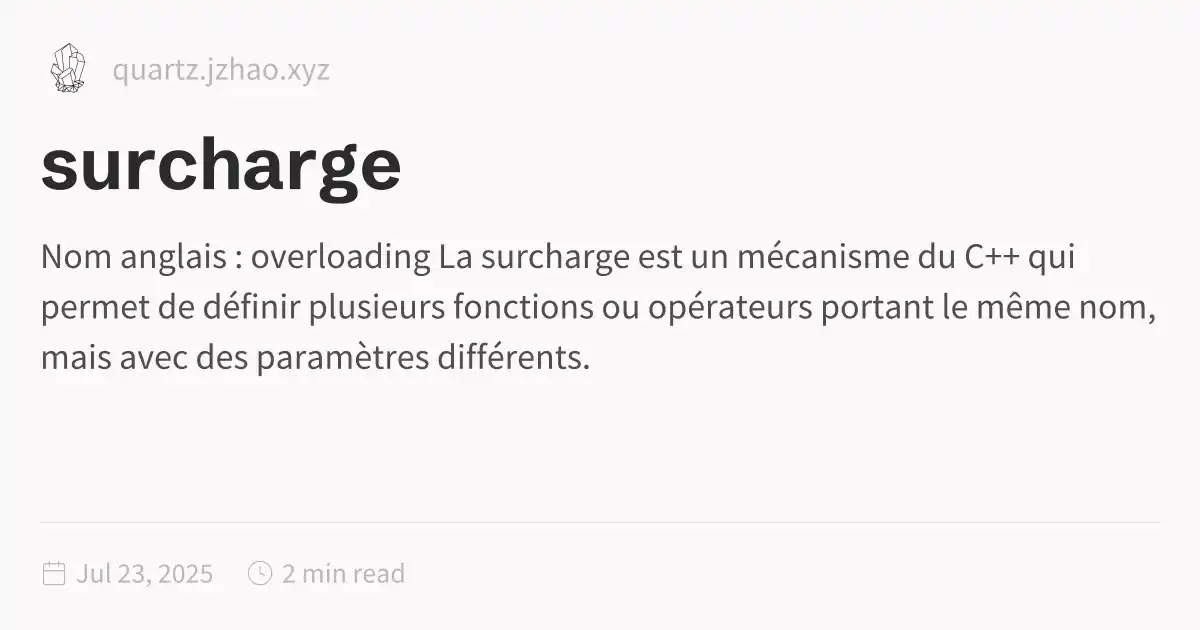 quartz.jzhao.xyz
surcharge
Nom anglais : overloading La surcharge est un mécanisme du C++ qui
permet de définir plusieurs fonctions ou opérateurs portant le même nom,
mais avec des paramètres différents.
Jul 23, 2025 2 min read